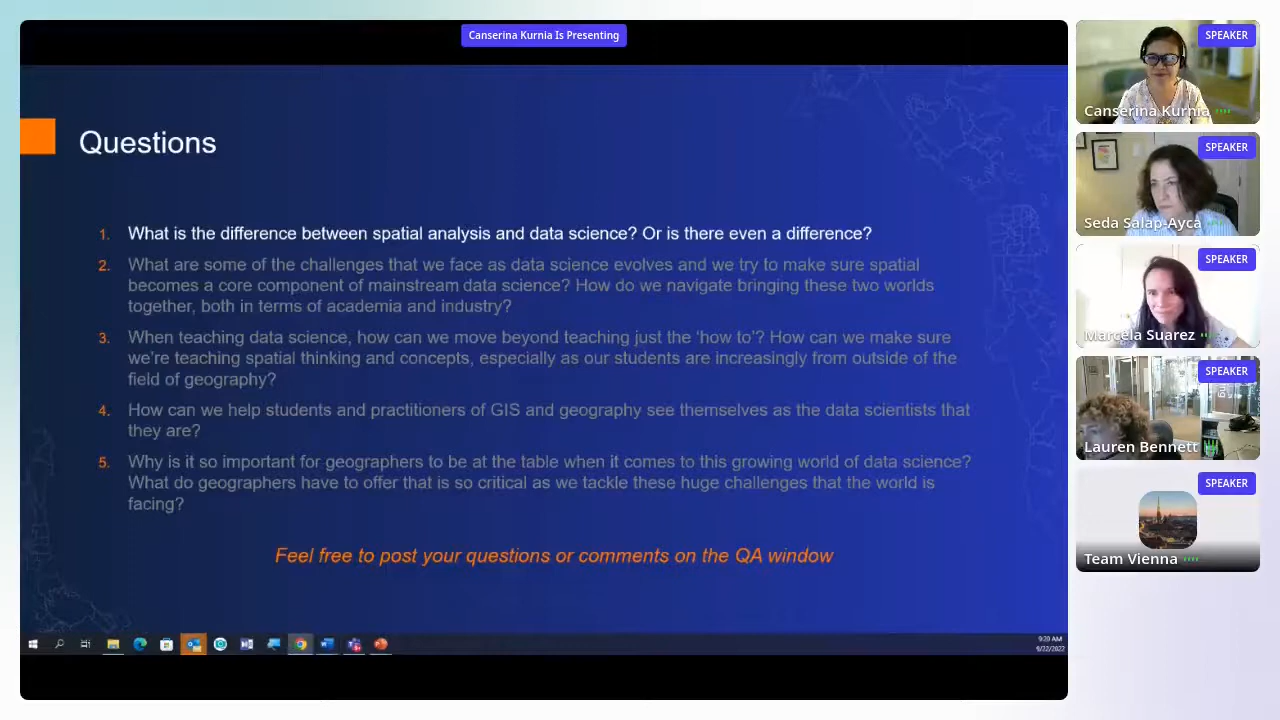 Canserina Kurnia Is Presenting
Questions
1. What is the difference between spatial analysis and data science? Or is there even a difference?
2. What are some of the challenges that we face as data science evolves and we try to make sure spatial
becomes a core component of mainstream data science? How do we navigate bringing these two worlds
together, both in terms of academia and industry?
3. When teaching data science, how can we move beyond teaching just the 'how to'? How can we make sure
we're teaching spatial thinking and concepts, especially as our students are increasingly from outside of the
field of geography?
4. How can we help students and practitioners of GIS and geography see themselves as the data scientists that
they are?
5. Why is it so important for geographers to be at the table when it comes to this growing world of data science?
What do geographers have to offer that is so critical as we tackle these huge challenges that the world is
facing?
Feel free to post your questions or comments on the QA window
9:20 AM
6/22/2022
SPEAKER
Canserina Kurnia
SPEAKER
Seda Salap-Ayca
SPEAKER
Marcela Suarez
SPEAKER
Lauren Bennett
SPEAKER
Team Vienna